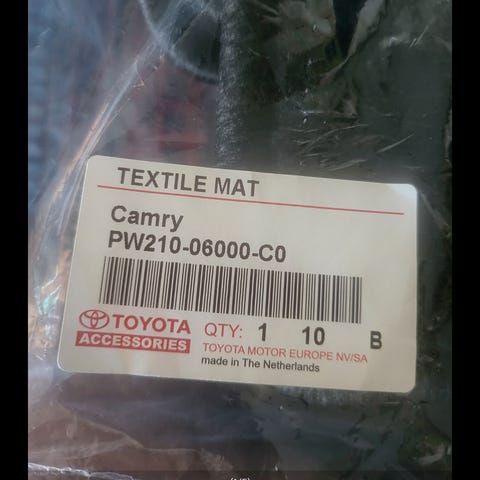 TEXTILE MAT
Camry
PW210-06000-C0
TOYOTA
ACCESSORIES
QTY: 1 10 B
TOYOTA MOTOR EUROPE NV/SA
made in The Netherlands